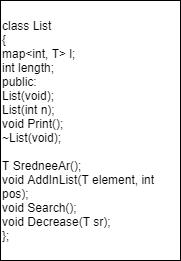 class List
{
map<int, T> l;
int length;
public:
List(void);
List(int n);
void Print();
~List(void);
T SredneeAr();
void AddInList(T element, int
pos);
void Search();
void Decrease(T sr);
};